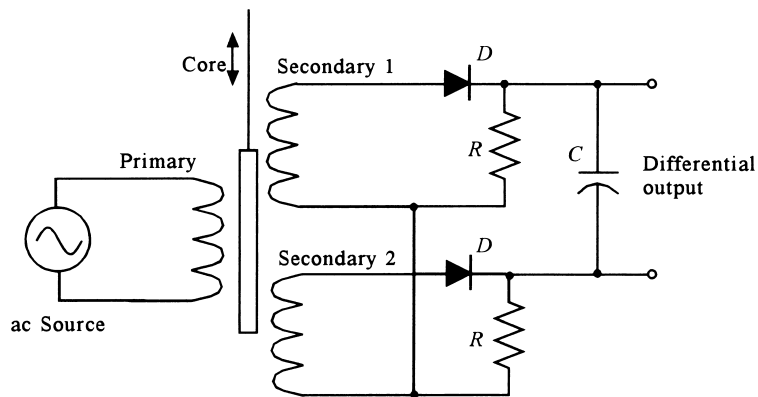 Core
Secondary 1
D
Primary
R
C
Differential
output
Secondary 2
D
ac Source
R